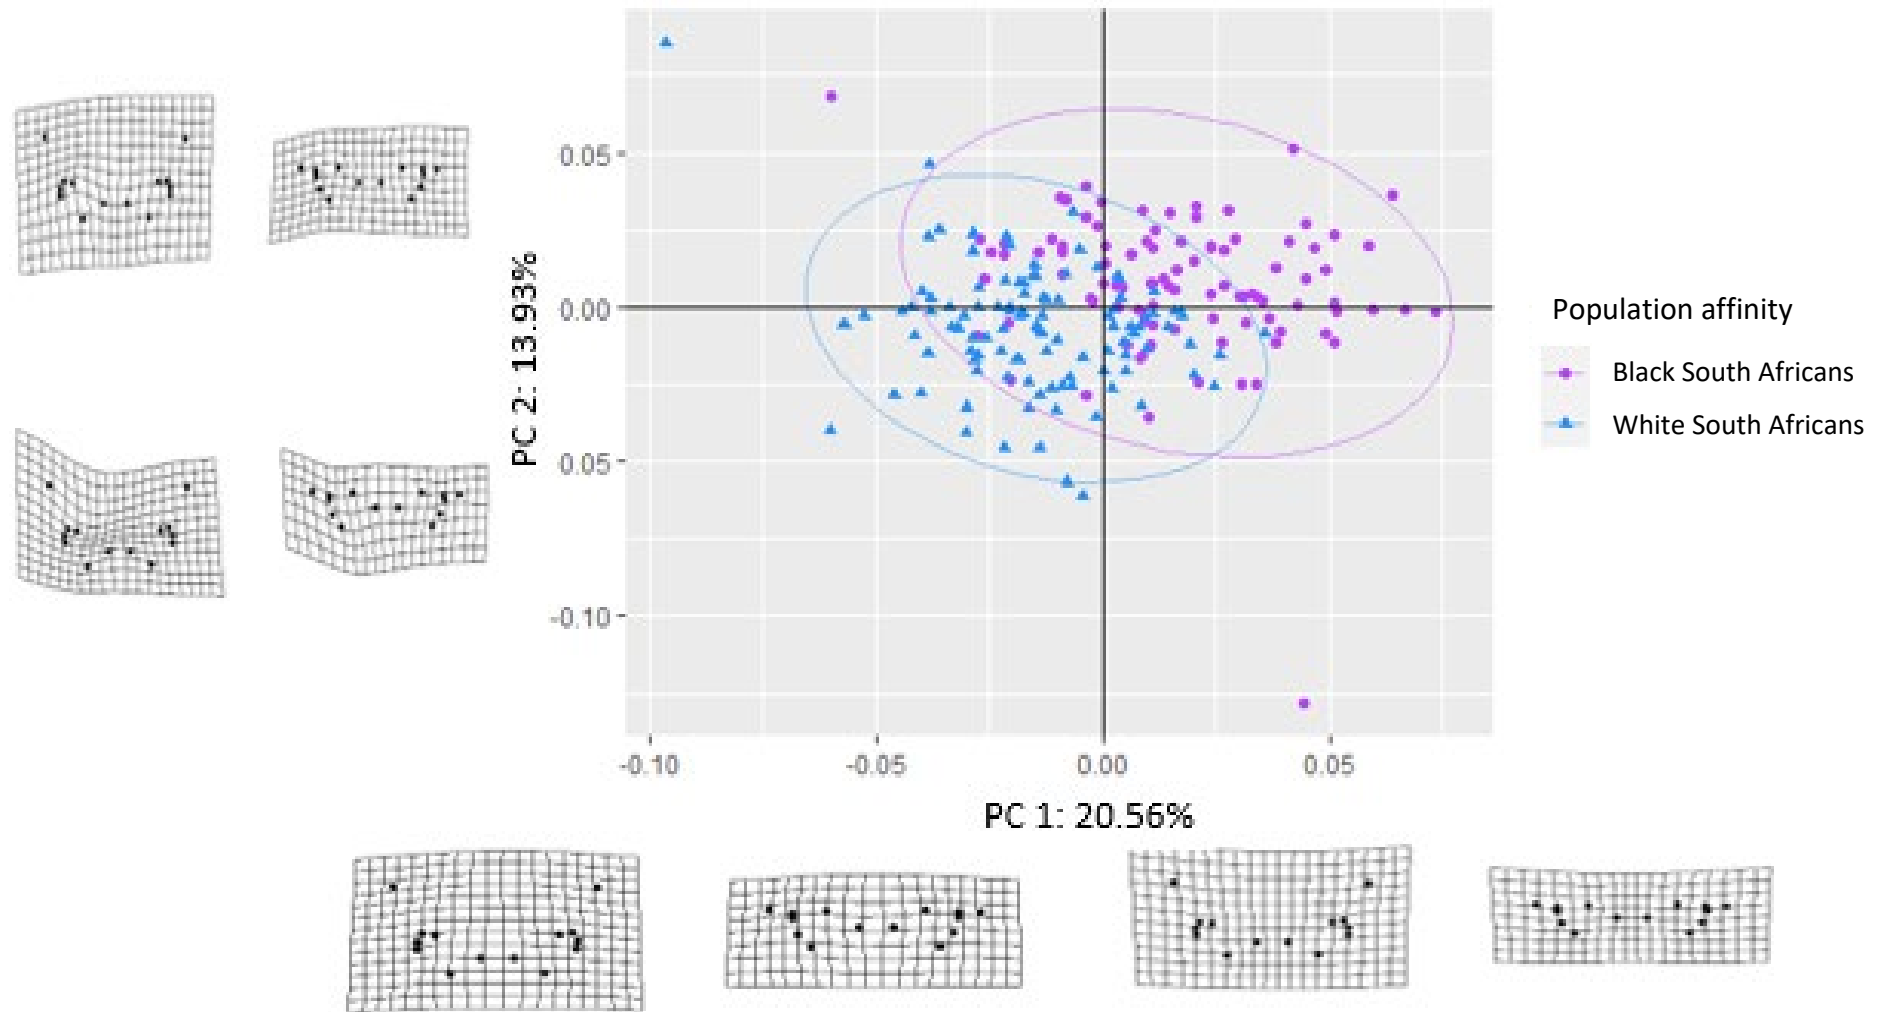 PC 2: 13.93%
0.05
0.00
0.05
-0.10
-0.10
-0.05
0.00
0.05
PC 1: 20.56%
Population affinity
Black South Africans
White South Africans